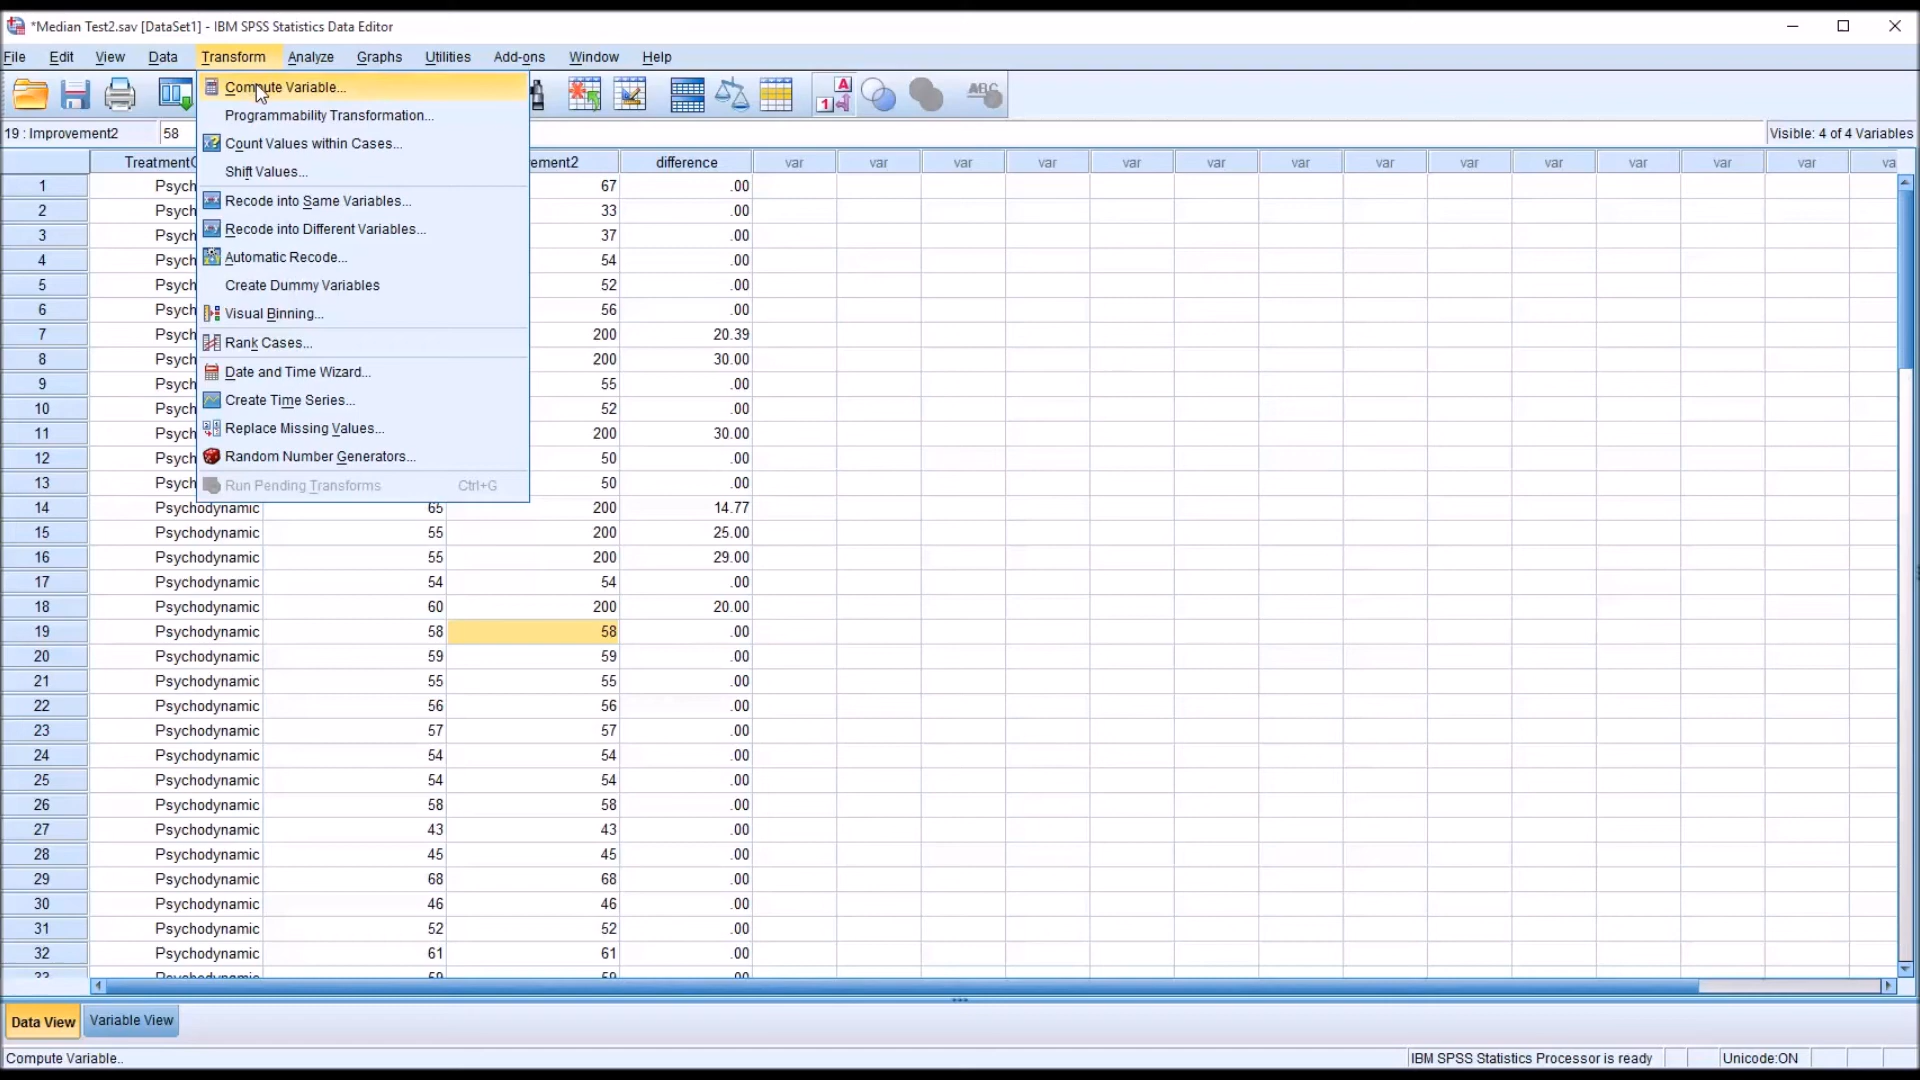 *Median Test2.sav [DataSet1] - IBM SPSS Statistics Data Editor
File Edit View Data Transform Analyze Graphs Utilities Add-ons Window Help
Compute Variable...
Programmability Transformation...
Count Values within Cases...
Shift Values...
Recode into Same Variables...
Recode into Different Variables...
Automatic Recode...
Create Dummy Variables
Visual Binning...
Rank Cases...
Date and Time Wizard...
Create Time Series...
Replace Missing Values...
Random Number Generators...
Run Pending Transforms Ctrl+G
A
1
ABC
19 : Improvement2 58 Visible: 4 of 4 Variables
TreatmentG ement2 difference var var var var var var var var var var var var var va
1 Psych 67 .00
2 Psych 33 .00
3 Psych 37 .00
4 Psych 54 .00
5 Psych 52 .00
6 Psych 56 .00
7 Psych 200 20.39
8 Psych 200 30.00
9 Psych 55 .00
10 Psych 52 .00
11 Psych 200 30.00
12 Psych 50 .00
13 Psych 50 .00
14 Psychodynamic 65 200 14.77
15 Psychodynamic 55 200 25.00
16 Psychodynamic 55 200 29.00
17 Psychodynamic 54 54 .00
18 Psychodynamic 60 200 20.00
19 Psychodynamic 58 58 .00
20 Psychodynamic 59 59 .00
21 Psychodynamic 55 55 .00
22 Psychodynamic 56 56 .00
23 Psychodynamic 57 57 .00
24 Psychodynamic 54 54 .00
25 Psychodynamic 54 54 .00
26 Psychodynamic 58 58 .00
27 Psychodynamic 43 43 .00
28 Psychodynamic 45 45 .00
29 Psychodynamic 68 68 .00
30 Psychodynamic 46 46 .00
31 Psychodynamic 52 52 .00
32 Psychodynamic 61 61 .00
33 Psychodynamic 59 59 .00
Data View Variable View
Compute Variable.. IBM SPSS Statistics Processor is ready Unicode:ON